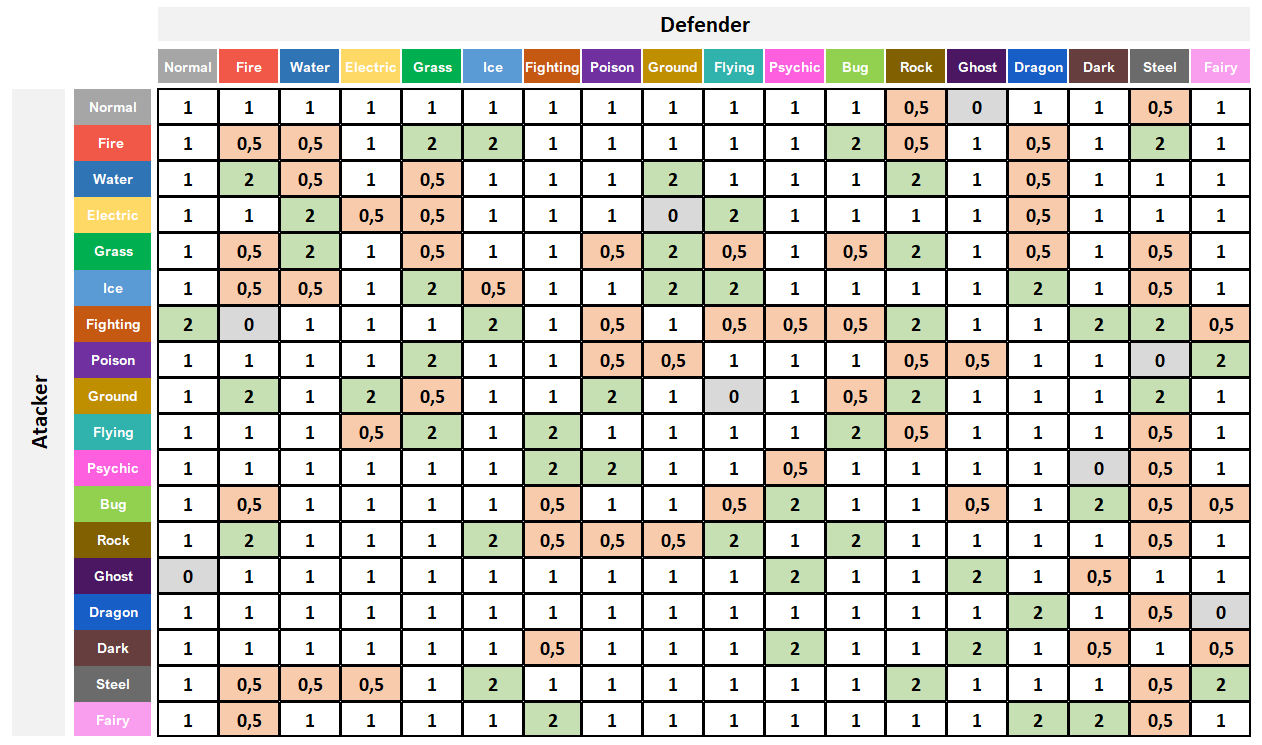 Defender
Normal Fire Water Electric Grass Ice Fighting Poison Ground Flying Psychic Bug Rock Ghost Dragon Dark Steel Fairy
Atacker
Normal 1 1 1 1 1 1 1 1 1 1 1 1 0,5 0 1 1 0,5 1
Fire 1 0,5 0,5 1 2 2 1 1 1 1 1 2 0,5 1 0,5 1 2 1
Water 1 2 0,5 1 0,5 1 1 1 2 1 1 1 2 1 0,5 1 1 1
Electric 1 1 2 0,5 0,5 1 1 1 0 2 1 1 1 1 0,5 1 1 1
Grass 1 0,5 2 1 0,5 1 1 0,5 2 0,5 1 0,5 2 1 0,5 1 0,5 1
Ice 1 0,5 0,5 1 2 0,5 1 1 2 2 1 1 1 1 2 1 0,5 1
Fighting 2 0 1 1 1 2 1 0,5 1 0,5 0,5 0,5 2 1 1 2 2 0,5
Poison 1 1 1 1 2 1 1 0,5 0,5 1 1 1 0,5 0,5 1 1 0 2
Ground 1 2 1 2 0,5 1 1 2 1 0 1 0,5 2 1 1 1 2 1
Flying 1 1 1 0,5 2 1 2 1 1 1 1 2 0,5 1 1 1 0,5 1
Psychic 1 1 1 1 1 1 2 2 1 1 0,5 1 1 1 1 0 0,5 1
Bug 1 0,5 1 1 1 1 0,5 1 1 0,5 2 1 1 0,5 1 2 0,5 0,5
Rock 1 2 1 1 1 2 0,5 0,5 0,5 2 1 2 1 1 1 1 0,5 1
Ghost 0 1 1 1 1 1 1 1 1 1 2 1 1 2 1 0,5 1 1
Dragon 1 1 1 1 1 1 1 1 1 1 1 1 1 1 2 1 0,5 0
Dark 1 1 1 1 1 1 0,5 1 1 1 2 1 1 2 1 0,5 1 0,5
Steel 1 0,5 0,5 0,5 1 2 1 1 1 1 1 1 2 1 1 1 0,5 2
Fairy 1 0,5 1 1 1 1 2 1 1 1 1 1 1 1 2 2 0,5 1